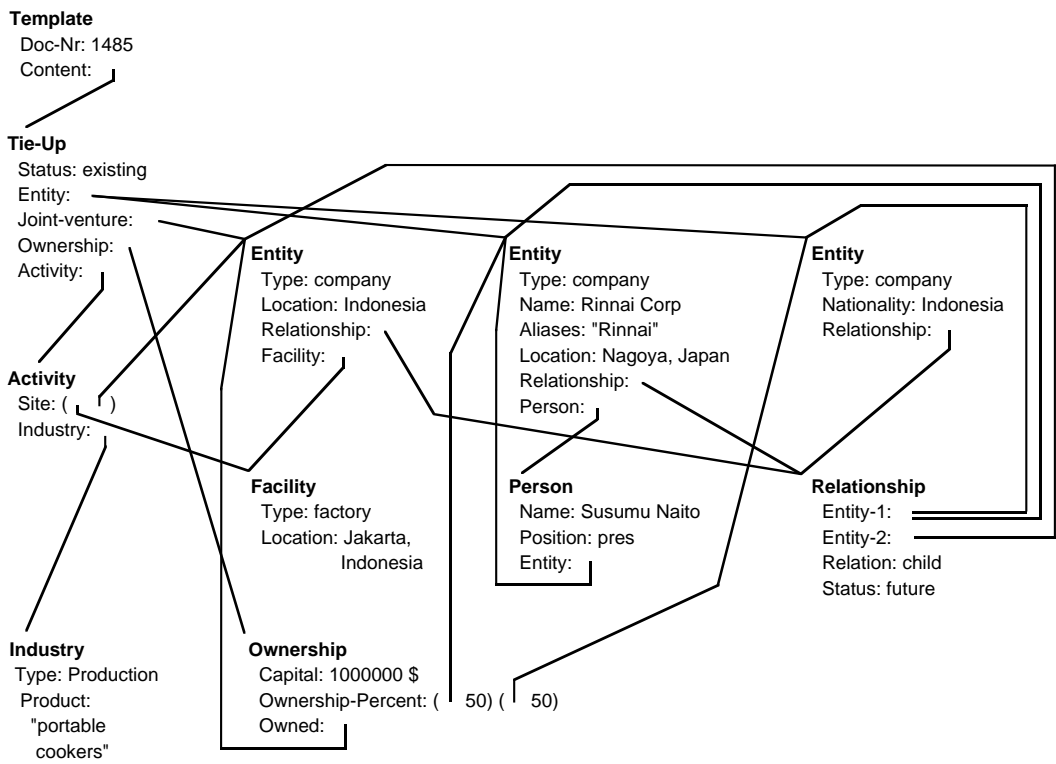 Template
Doc-Nr: 1485
Content:
Tie-Up
Status: existing
Entity:
Joint-venture:
Ownership:
Activity:
Entity
Type: company
Location: Indonesia
Relationship:
Facility:
Entity
Type: company
Name: Rinnai Corp
Aliases: "Rinnai"
Location: Nagoya, Japan
Relationship:
Person:
Entity
Type: company
Nationality: Indonesia
Relationship:
Activity
Site: ( )
Industry:
Facility
Type: factory
Location: Jakarta,
Indonesia
Person
Name: Susumu Naito
Position: pres
Entity:
Relationship
Entity-1:
Entity-2:
Relation: child
Status: future
Industry
Type: Production
Product:
"portable
cookers"
Ownership
Capital: 1000000 $
Ownership-Percent: ( 50) ( 50)
Owned: